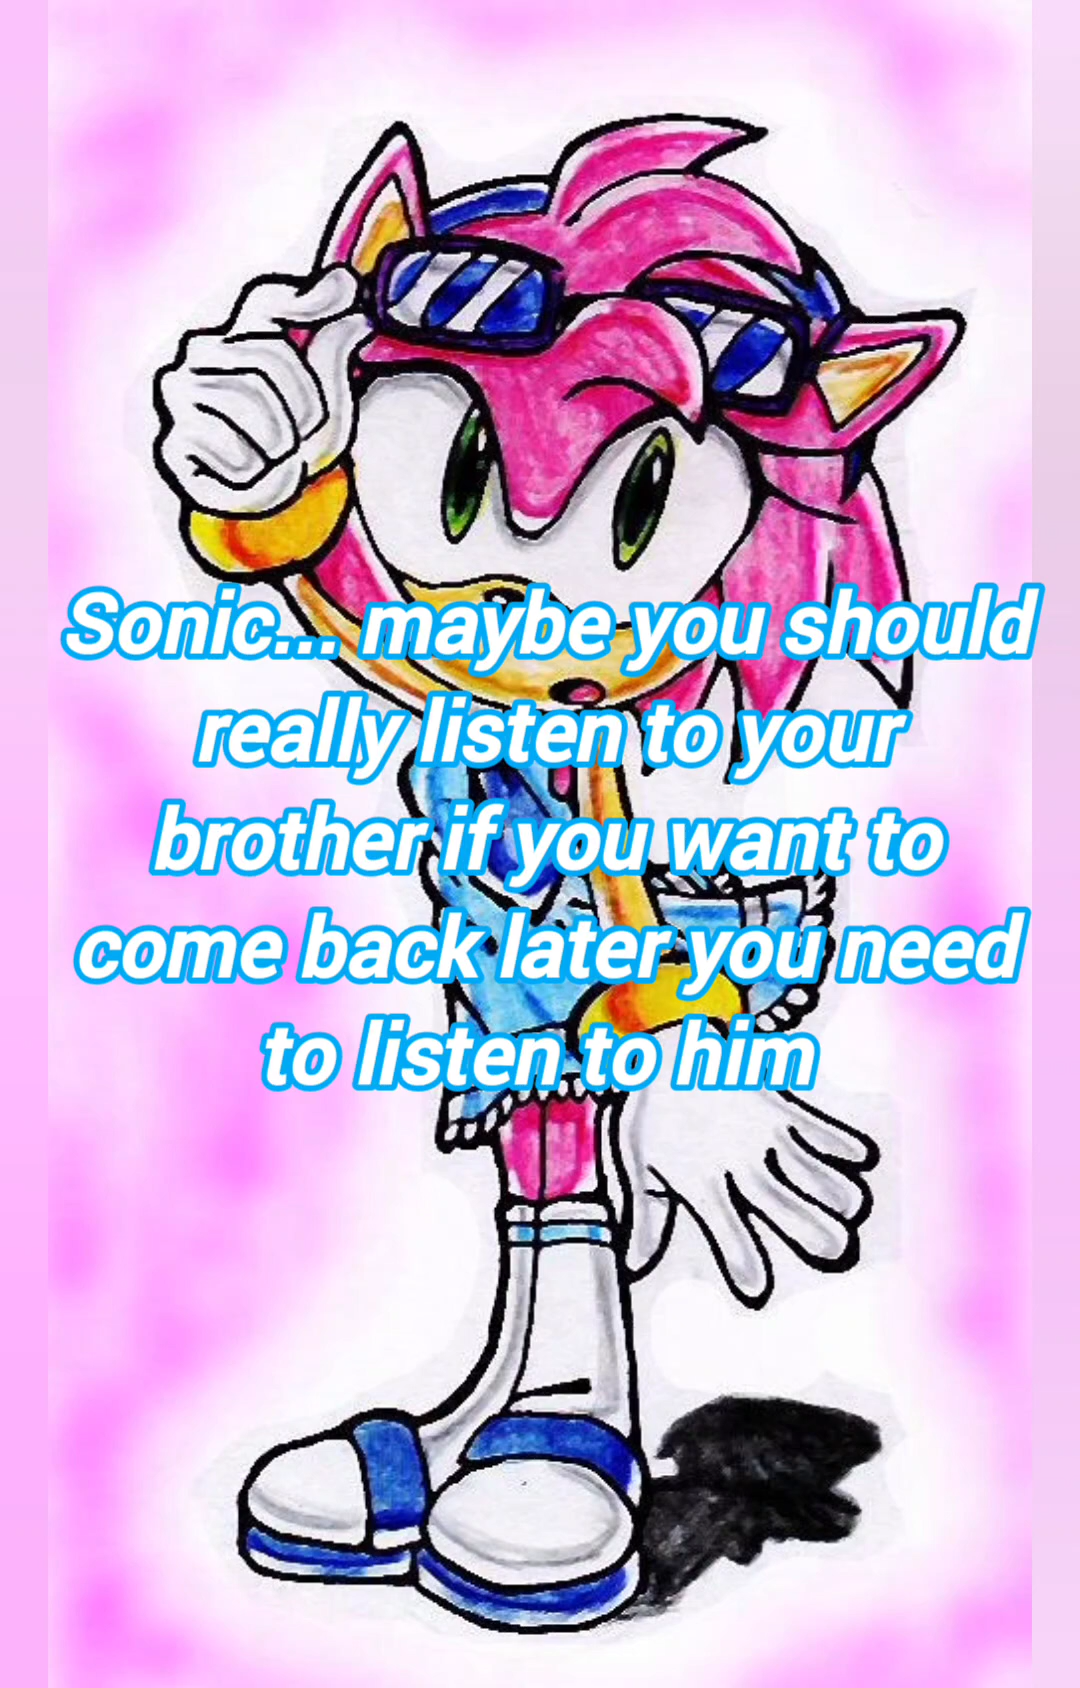 Sonic... maybe you should
really listen to your
brother if you want to
come back later you need
to listen to him